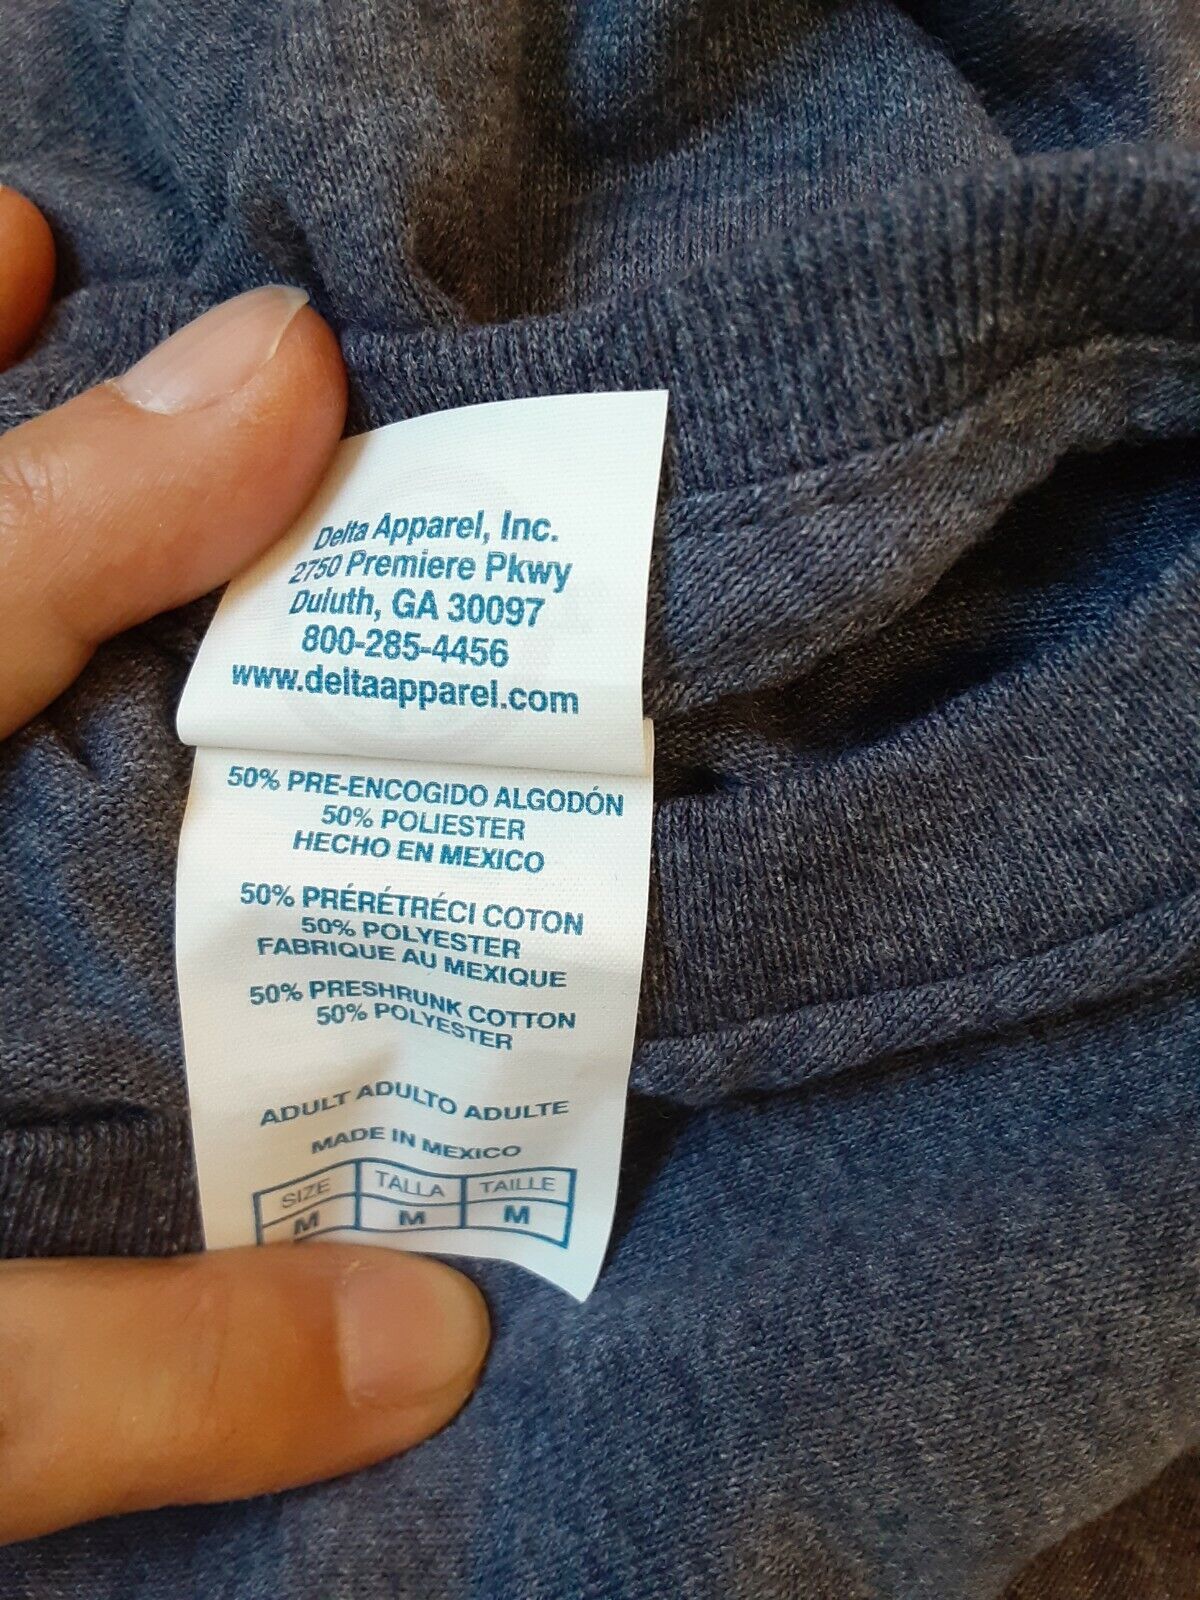 Delta Apparel, Inc.
2750 Premiere Pkwy
Duluth, GA 30097
800-285-4456
www.deltaapparel.com
50% PRE-ENCOGIDO ALGODÓN
50% POLIESTER
HECHO EN MEXICO
50% PRÉRÉTRÉCI COTON
50% POLYESTER
FABRIQUE AU MEXIQUE
50% PRESHRUNK COTTON
50% POLYESTER
ADULT ADULTO ADULTE
MADE IN MEXICO
SIZE TALLA TAILLE
M M M